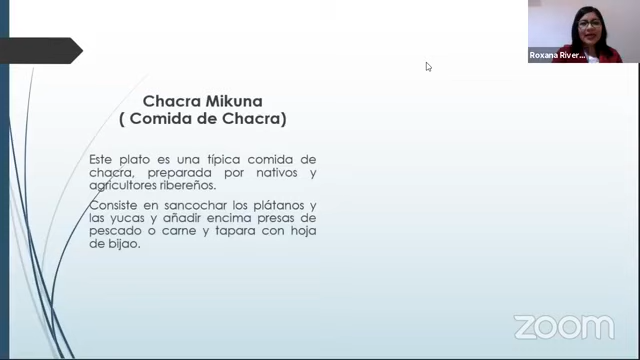 Roxana River...
Chacra Mikuna
( Comida de Chacra)
Este plato es una típica comida de
chacra, preparada por nativos y
agricultores ribereños.
Consiste en sancochar los plátanos y
las yucas y añadir encima presas de
pescado o carne y tapara con hoja
de bijao.
zoom